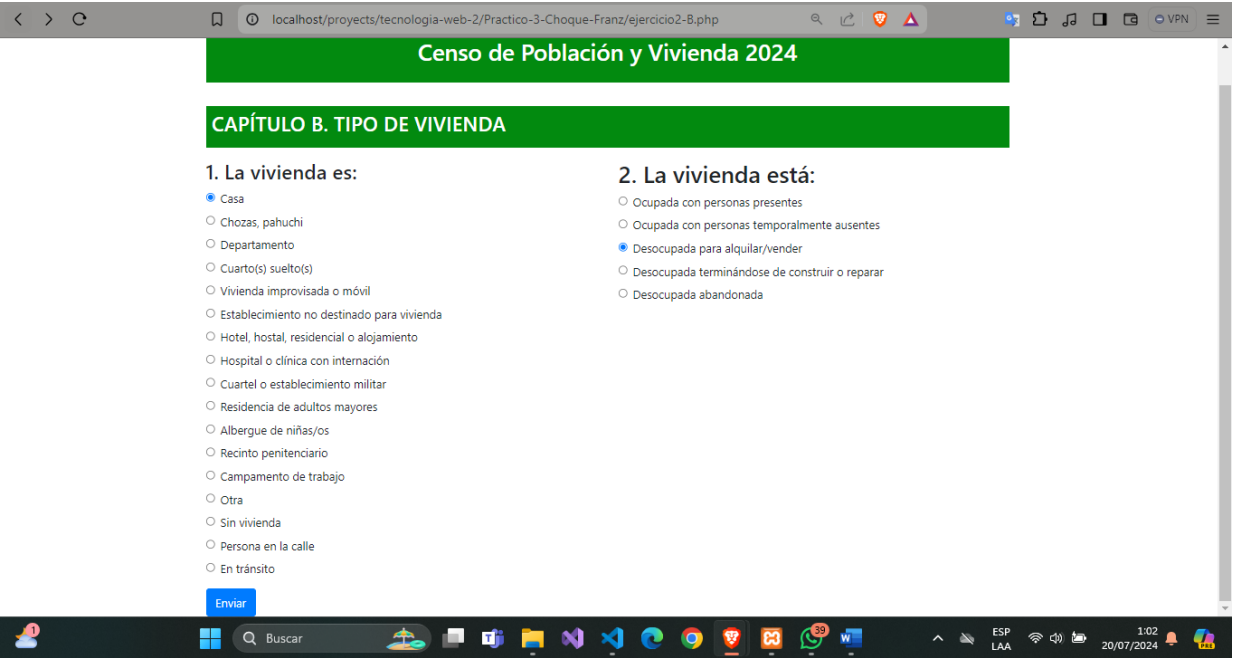 localhost/proyects/tecnologia-web-2/Practico-3-Choque-Franz/ejercicio2-B.php
VPN
Censo de Población y Vivienda 2024
CAPÍTULO B. TIPO DE VIVIENDA
1. La vivienda es:
Casa
Chozas, pahuchi
Departamento
Cuarto(s) suelto(s)
Vivienda improvisada o móvil
Establecimiento no destinado para vivienda
Hotel, hostal, residencial o alojamiento
Hospital o clínica con internación
Cuartel o establecimiento militar
Residencia de adultos mayores
Albergue de niñas/os
Recinto penitenciario
Campamento de trabajo
Otra
Sin vivienda
Persona en la calle
En tránsito
Enviar
2. La vivienda está:
Ocupada con personas presentes
Ocupada con personas temporalmente ausentes
Desocupada para alquilar/vender
Desocupada terminándose de construir o reparar
Desocupada abandonada
1
Buscar
39
ESP
LAA
1:02
20/07/2024
PRE